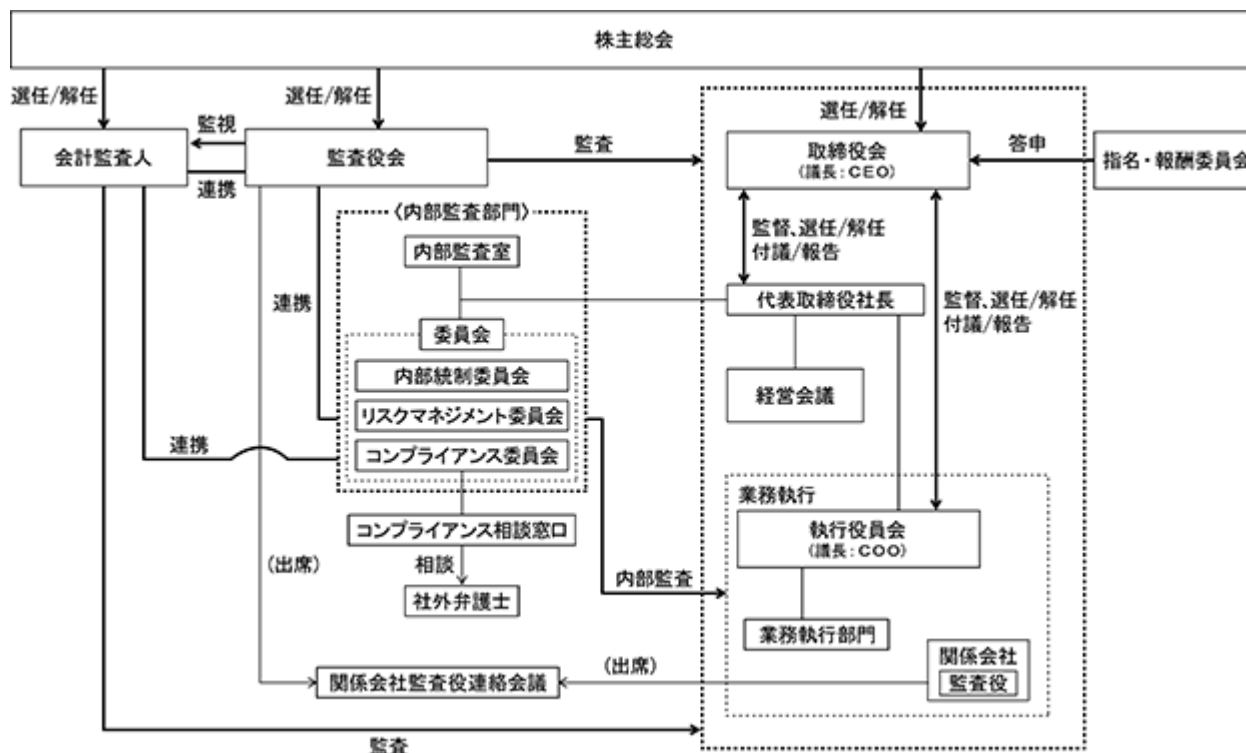 株主総会
選任/解任
選任/解任
選任/解任
会計監査人
監視
連携
監査役会
監査
取締役会
(議長:CEO)
答申
指名・報酬委員会
〈内部監査部門〉
内部監査室
監督、選任/解任
付議/報告
連携
代表取締役社長
監督、選任/解任
付議/報告
委員会
内部統制委員会
経営会議
リスクマネジメント委員会
連携
コンプライアンス委員会
業務執行
コンプライアンス相談窓口
執行役員会
(議長:COO)
(出席)
相談
内部監査
社外弁護士
業務執行部門
関係会社
監査役
(出席)
関係会社監査役連絡会議
監査